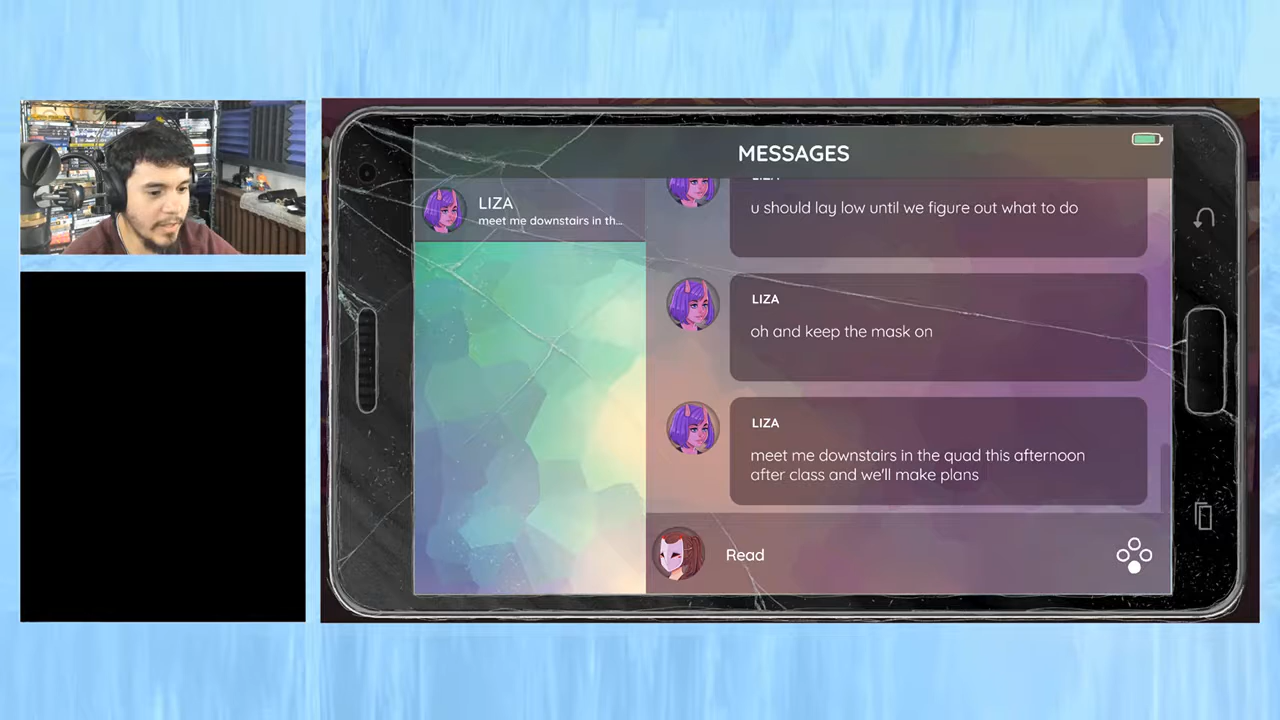 MESSAGES
LIZA
meet me downstairs in th...
LIZA
u should lay low until we figure out what to do
LIZA
oh and keep the mask on
LIZA
meet me downstairs in the quad this afternoon
after class and we'll make plans
Read